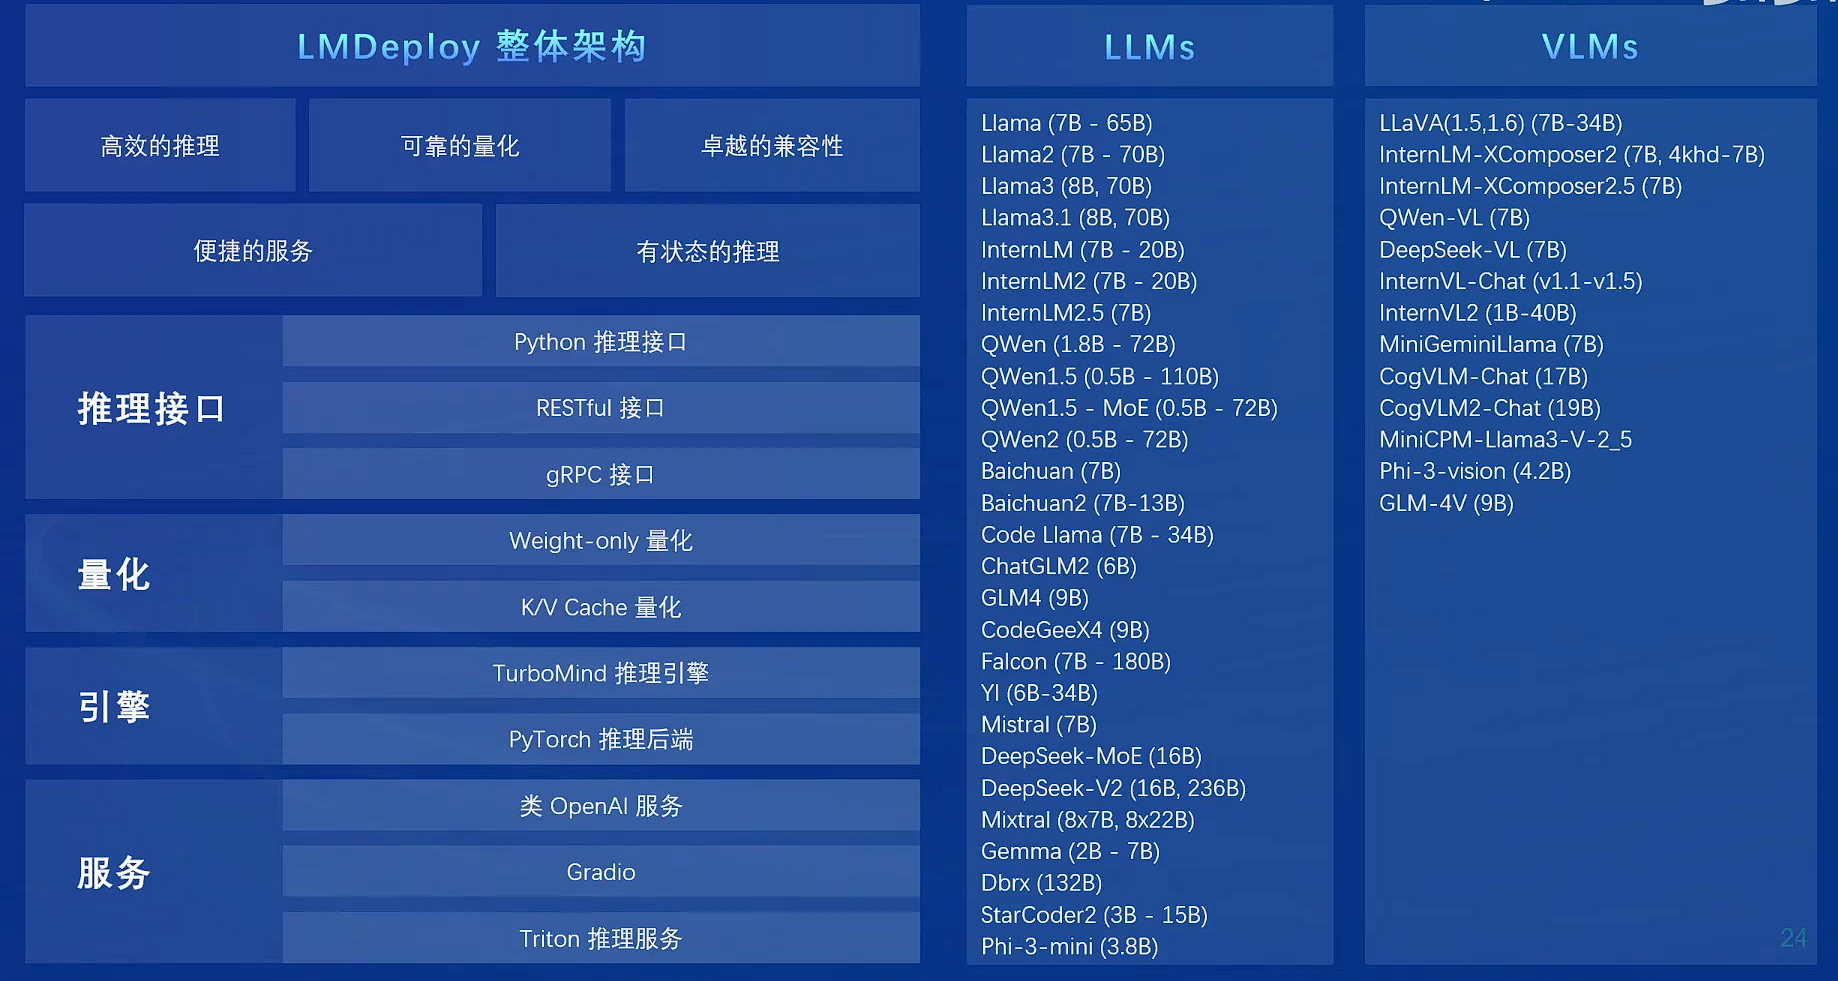 LMDeploy 整体架构
高效的推理
可靠的量化
卓越的兼容性
便捷的服务
有状态的推理
推理接口
Python 推理接口
RESTful 接口
gRPC 接口
量化
Weight-only 量化
K/V Cache 量化
引擎
TurboMind 推理引擎
PyTorch 推理后端
服务
类 OpenAI 服务
Gradio
Triton 推理服务
LLMs
Llama (7B - 65B)
Llama2 (7B - 70B)
Llama3 (8B, 70B)
Llama3.1 (8B, 70B)
InternLM (7B - 20B)
InternLM2 (7B - 20B)
InternLM2.5 (7B)
QWen (1.8B - 72B)
QWen1.5 (0.5B - 110B)
QWen1.5 - MoE (0.5B - 72B)
QWen2 (0.5B - 72B)
Baichuan (7B)
Baichuan2 (7B-13B)
Code Llama (7B - 34B)
ChatGLM2 (6B)
GLM4 (9B)
CodeGeeX4 (9B)
Falcon (7B - 180B)
YI (6B-34B)
Mistral (7B)
DeepSeek-MoE (16B)
DeepSeek-V2 (16B, 236B)
Mixtral (8x7B, 8x22B)
Gemma (2B - 7B)
Dbrx (132B)
StarCoder2 (3B - 15B)
Phi-3-mini (3.8B)
VLMs
LLaVA(1.5,1.6) (7B-34B)
InternLM-XComposer2 (7B, 4khd-7B)
InternLM-XComposer2.5 (7B)
QWen-VL (7B)
DeepSeek-VL (7B)
InternVL-Chat (v1.1-v1.5)
InternVL2 (1B-40B)
MiniGeminiLlama (7B)
CogVLM-Chat (17B)
CogVLM2-Chat (19B)
MiniCPM-Llama3-V-2_5
Phi-3-vision (4.2B)
GLM-4V (9B)
24